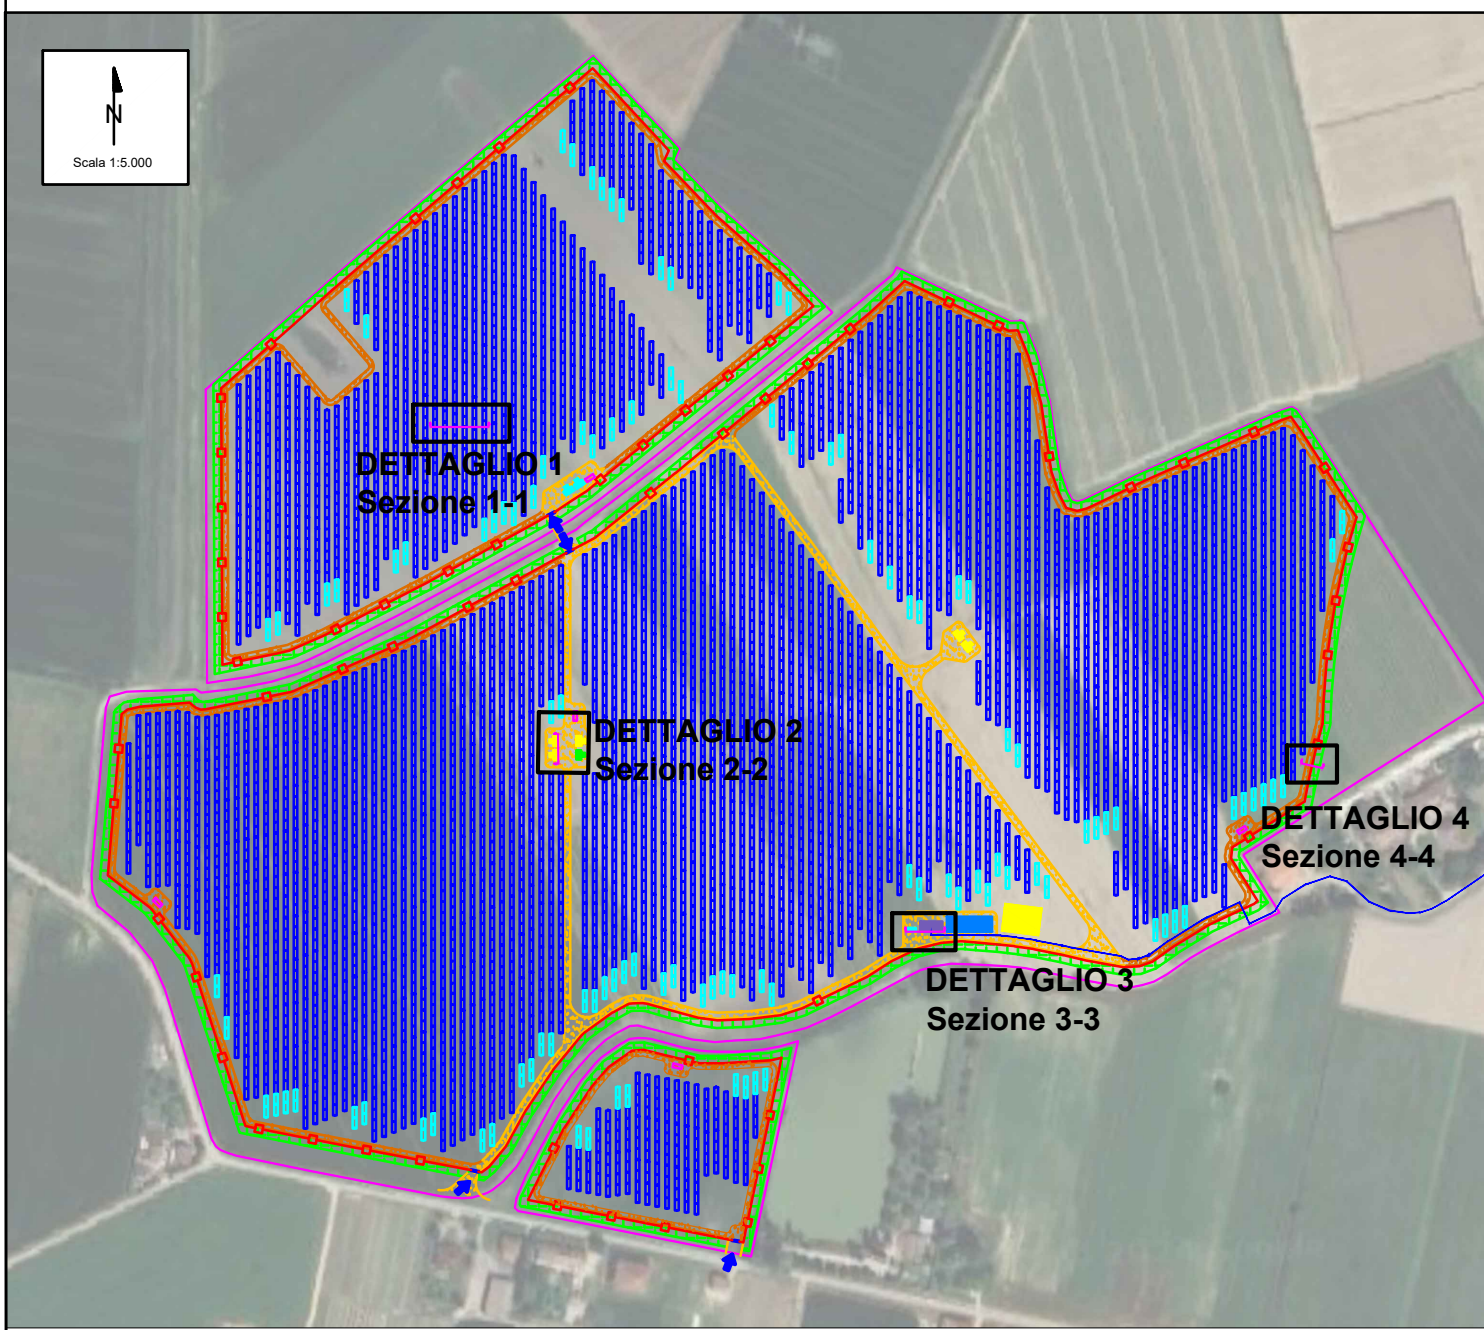 N
Scala 1:5.000
DETTAGLIO 1
Sezione 1-1
DETTAGLIO 2
Sezione 2-2
DETTAGLIO 4
Sezione 4-4
DETTAGLIO 3
Sezione 3-3